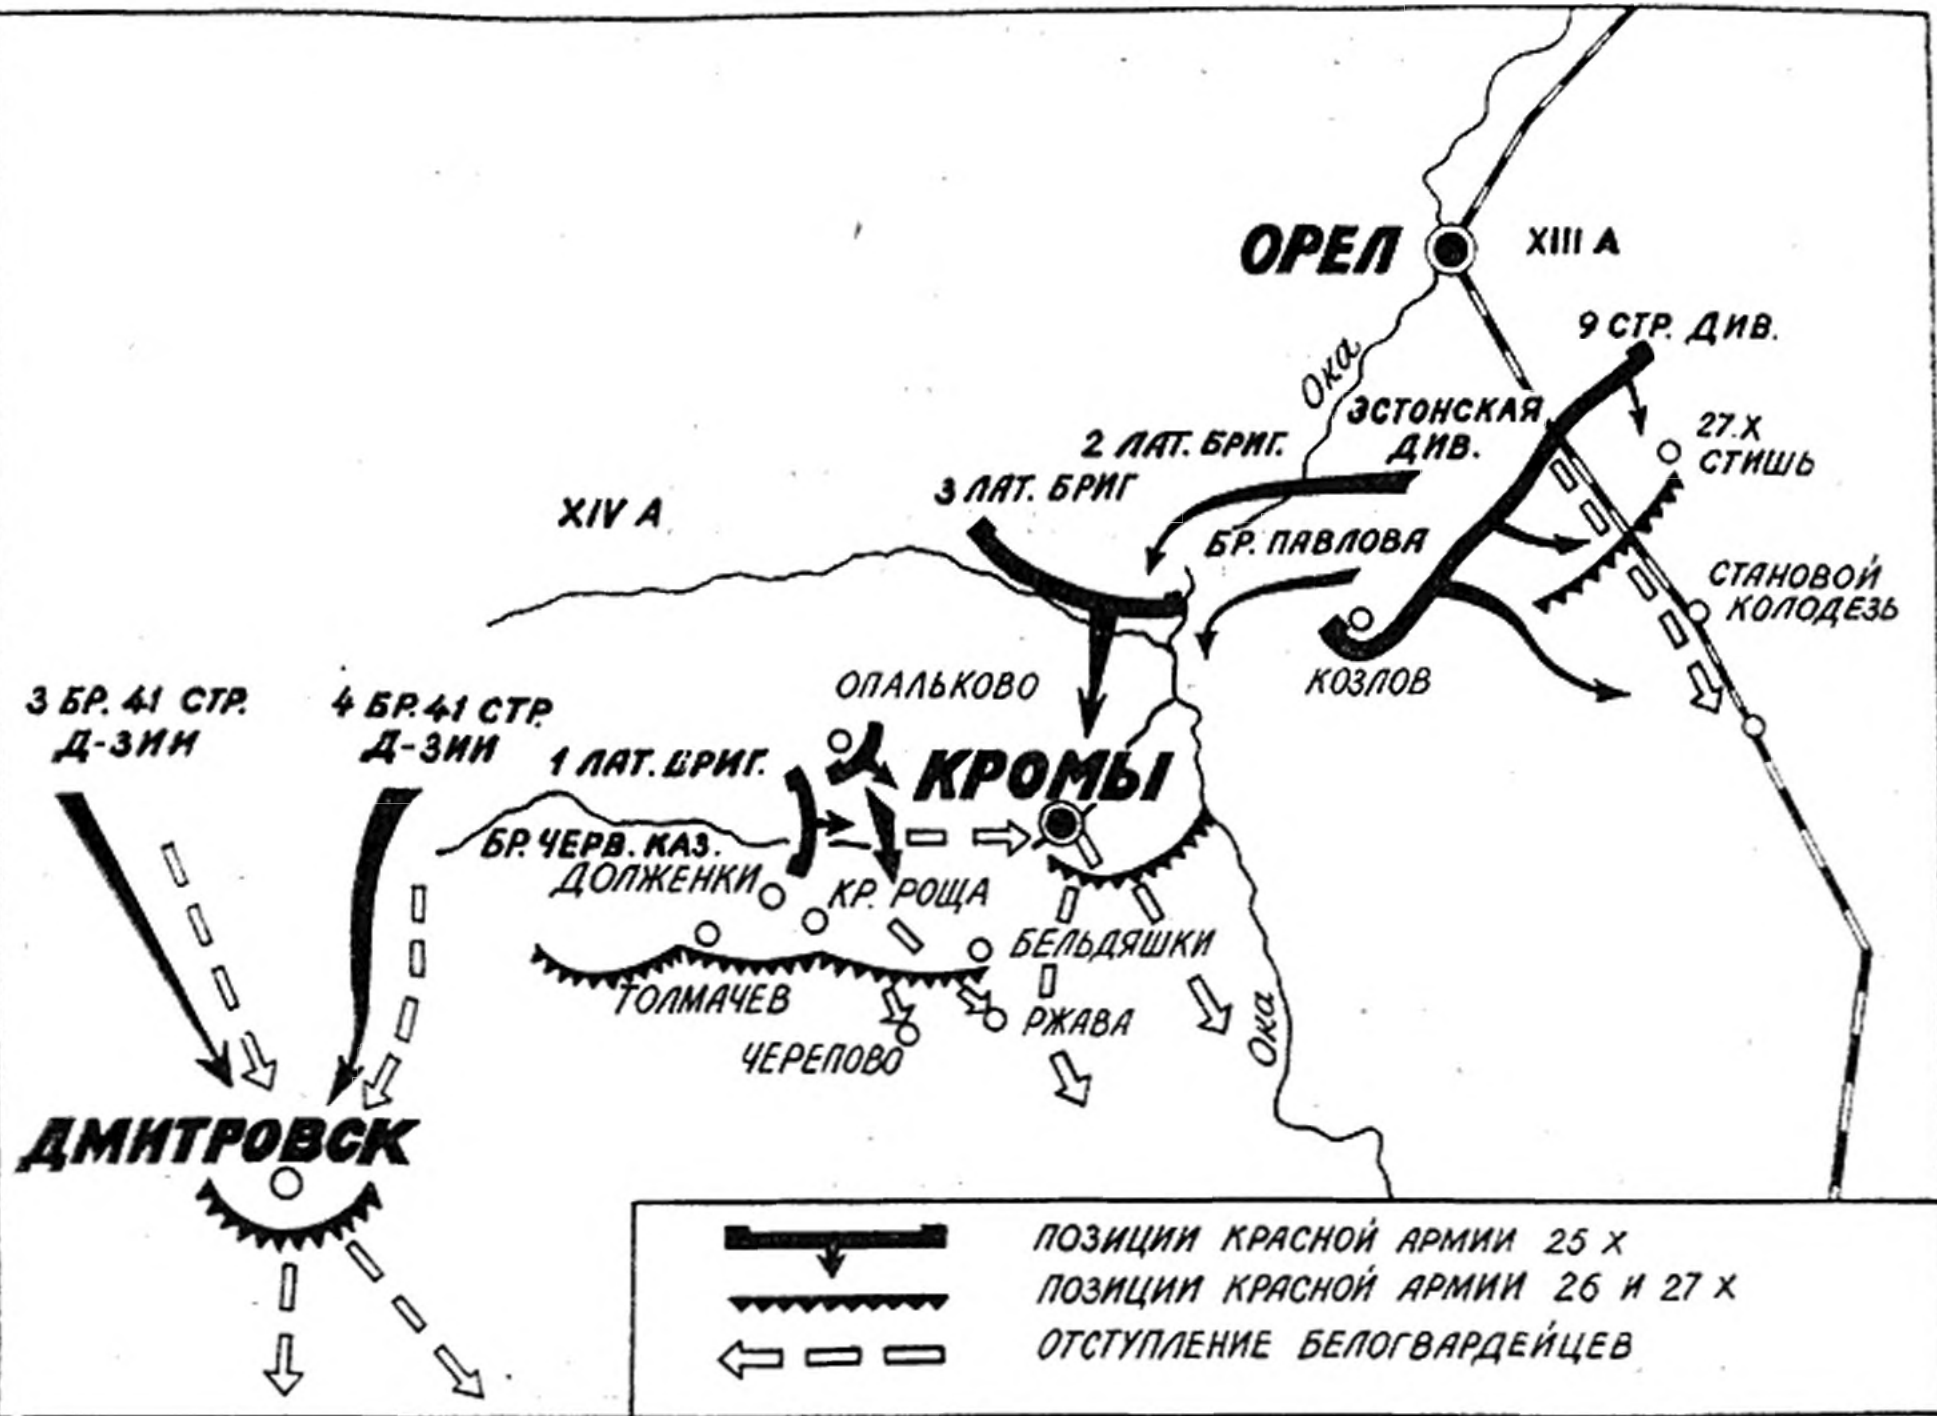 ОРЕЛ
XIII А
9 СТР. ДИВ.
Ока
ЭСТОНСКАЯ
ДИВ.
27.X
СТИШЬ
2 ЛАТ. БРИГ.
3 ЛАТ. БРИГ
XIV А
БР. ПАВЛОВА
СТАНОВОЙ
КОЛОДЕЗЬ
КОЗЛОВ
ОПАЛЬКОВО
3 БР. 41 СТР.
Д-ЗИИ
4 БР. 41 СТР.
Д-ЗИИ
1 ЛАТ. БРИГ.
КРОМЫ
БР. ЧЕРВ. КАЗ.
ДОЛЖЕНКИ
КР. РОЩА
БЕЛЬДЯШКИ
ТОЛМАЧЕВ
РЖАВА
Ока
ЧЕРЕПОВО
ДМИТРОВСК
ПОЗИЦИИ КРАСНОЙ АРМИИ 25 X
ПОЗИЦИИ КРАСНОЙ АРМИИ 26 И 27 X
ОТСТУПЛЕНИЕ БЕЛОГВАРДЕЙЦЕВ